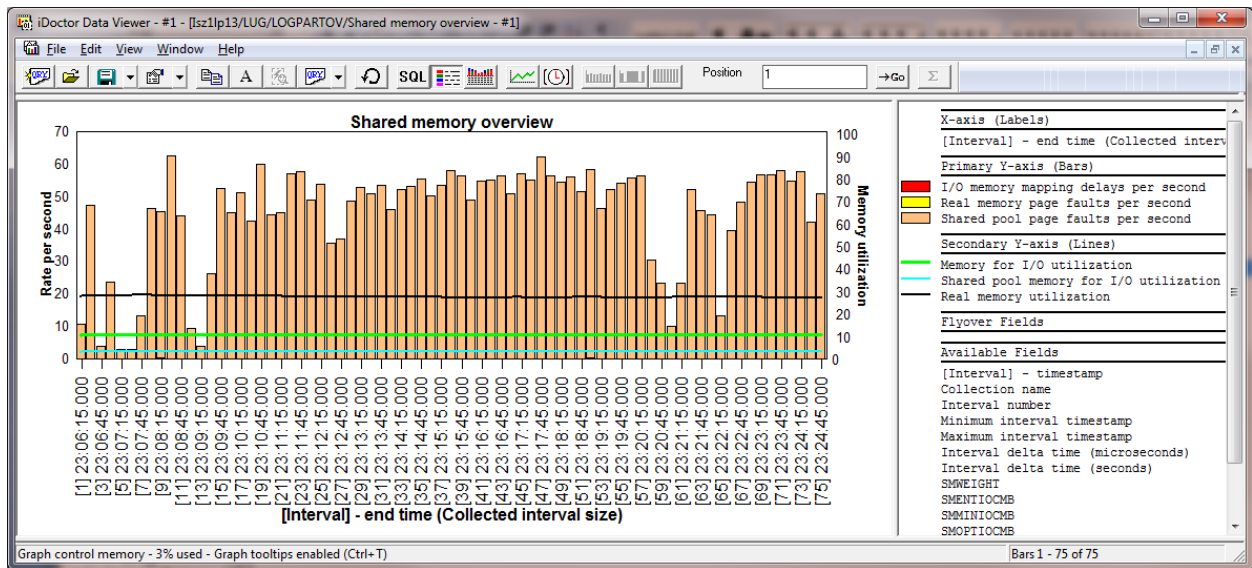 iDoctor Data Viewer - #1 - [Isz1lp13/LUG/LOGPARTOV/Shared memory overview - #1]
File Edit View Window Help
QRY A QRY SQL Position 1 Go Σ
Shared memory overview
70
60
50
40
30
20
10
0
Rate per second
100
90
80
70
60
50
40
30
20
10
0
Memory utilization
[1] 23:06:15.000
[3] 23:06:45.000
[5] 23:07:15.000
[7] 23:07:45.000
[9] 23:08:15.000
[11] 23:08:45.000
[13] 23:09:15.000
[15] 23:09:45.000
[17] 23:10:15.000
[19] 23:10:45.000
[21] 23:11:15.000
[23] 23:11:45.000
[25] 23:12:15.000
[27] 23:12:45.000
[29] 23:13:15.000
[31] 23:13:45.000
[33] 23:14:15.000
[35] 23:14:45.000
[37] 23:15:15.000
[39] 23:15:45.000
[41] 23:16:15.000
[43] 23:16:45.000
[45] 23:17:15.000
[47] 23:17:45.000
[49] 23:18:15.000
[51] 23:18:45.000
[53] 23:19:15.000
[55] 23:19:45.000
[57] 23:20:15.000
[59] 23:20:45.000
[61] 23:21:15.000
[63] 23:21:45.000
[65] 23:22:15.000
[67] 23:22:45.000
[69] 23:23:15.000
[71] 23:23:45.000
[73] 23:24:15.000
[75] 23:24:45.000
[Interval] - end time (Collected interval size)
X-axis (Labels)
[Interval] - end time (Collected interv
Primary Y-axis (Bars)
I/O memory mapping delays per second
Real memory page faults per second
Shared pool page faults per second
Secondary Y-axis (Lines)
Memory for I/O utilization
Shared pool memory for I/O utilization
Real memory utilization
Flyover Fields
Available Fields
[Interval] - timestamp
Collection name
Interval number
Minimum interval timestamp
Maximum interval timestamp
Interval delta time (microseconds)
Interval delta time (seconds)
SMWEIGHT
SMENTIOCMB
SMMINIOCMB
SMOPTIOCMB
Graph control memory - 3% used - Graph tooltips enabled (Ctrl+T)
Bars 1 - 75 of 75